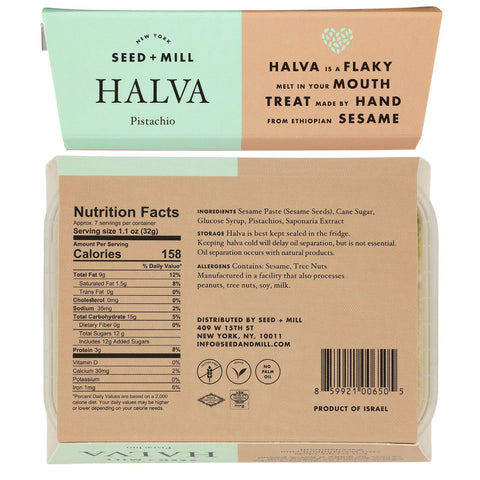 NEW YORK
SEED + MILL
HALVA
Pistachio
HALVA IS A FLAKY
MELT IN YOUR MOUTH
TREAT MADE BY HAND
FROM ETHIOPIAN SESAME
Nutrition Facts
Approx. 7 servings per container
Serving size 1.1 oz (32g)
Amount Per Serving
Calories 158
% Daily Value*
Total Fat 9g 12%
Saturated Fat 1.5g 8%
Trans Fat 0g 0%
Cholesterol 0mg 0%
Sodium 35mg 2%
Total Carbohydrate 15g 5%
Dietary Fiber 0g 0%
Total Sugars 12 g
Includes 12g Added Sugars
Protein 3g 8%
Vitamin D 0%
Calcium 30mg 2%
Potassium 0%
Iron 1mg 6%
*Percent Daily Values are based on a 2,000
calorie diet. Your daily values may be higher
or lower depending on your calorie needs.
INGREDIENTS Sesame Paste (Sesame Seeds), Cane Sugar,
Glucose Syrup, Pistachios, Saponaria Extract
STORAGE Halva is best kept sealed in the fridge.
Keeping halva cold will delay oil separation, but is not essential.
Oil separation occurs with natural products.
ALLERGENS Contains: Sesame, Tree Nuts
Manufactured in a facility that also processes
peanuts, tree nuts, soy, milk.
DISTRIBUTED BY SEED + MILL
409 W 15TH ST
NEW YORK, NY, 10011
INFO@SEEDANDMILL.COM
NO
PALM
OIL
8 59921 00650 5
PRODUCT OF ISRAEL
SEED + MILL
HALVA
Pistachio